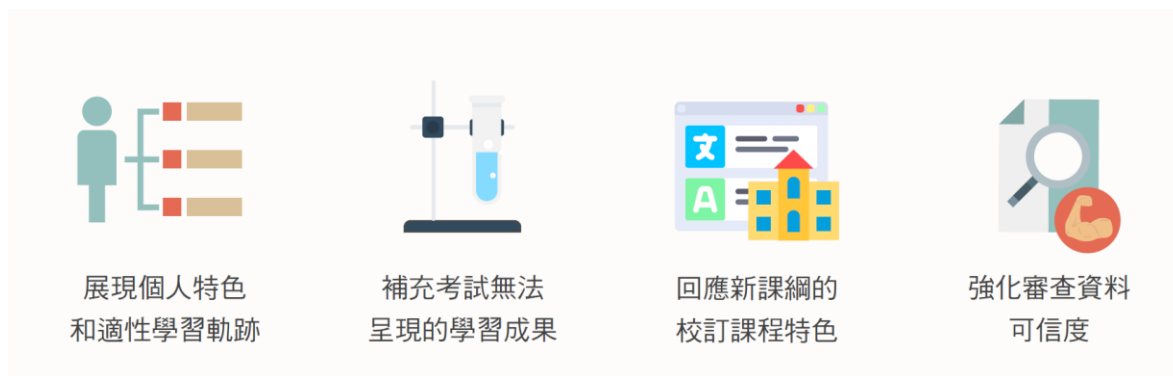 文
A
展現個人特色
和適性學習軌跡
補充考試無法
呈現的學習成果
回應新課綱的
校訂課程特色
強化審查資料
可信度